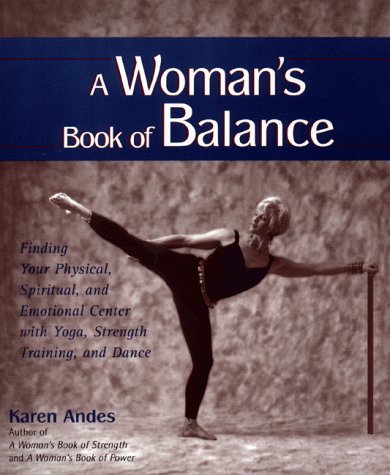 A Woman's
Book of Balance
Finding
Your Physical,
Spiritual, and
Emotional Center
with Yoga, Strength
Training, and Dance
Karen Andes
Author of
A Woman's Book of Strength
and A Woman's Book of Power